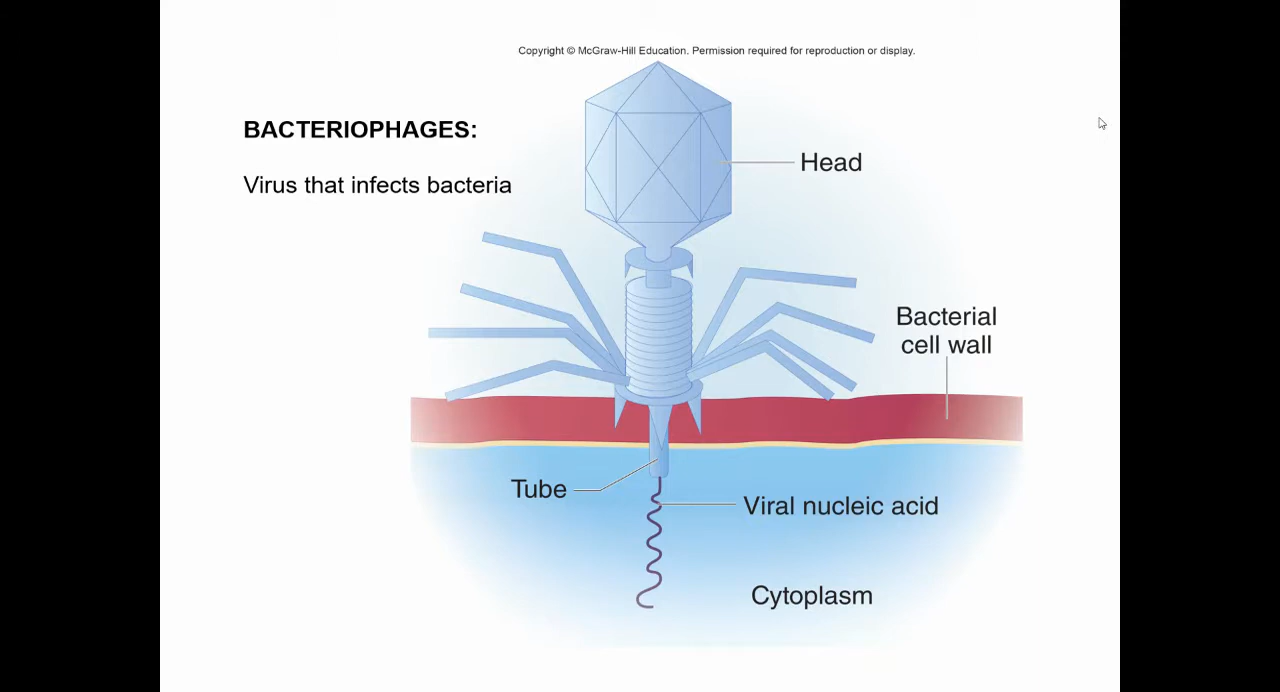 Copyright © McGraw-Hill Education. Permission required for reproduction or display.
BACTERIOPHAGES:
Virus that infects bacteria
Head
Bacterial
cell wall
Tube
Viral nucleic acid
Cytoplasm